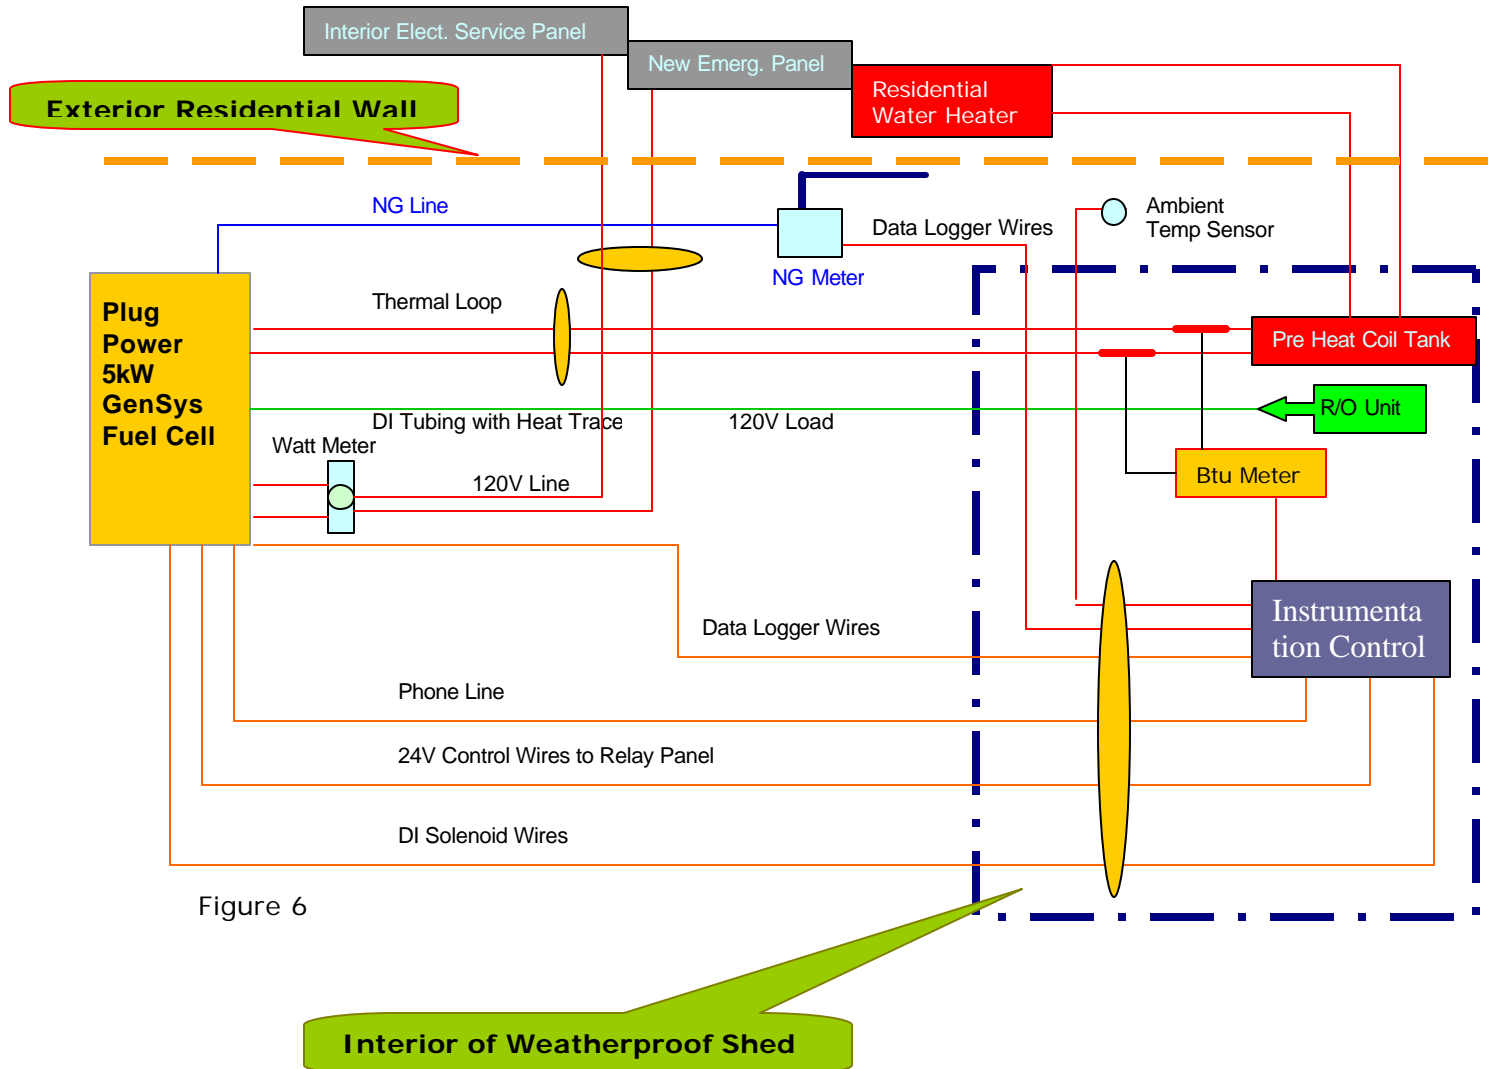 Interior Elect. Service Panel
New Emerg. Panel
Residential
Water Heater
Exterior Residential Wall
NG Line
Data Logger Wires
Ambient
Temp Sensor
NG Meter
Plug
Power
5kW
GenSys
Fuel Cell
Thermal Loop
Pre Heat Coil Tank
DI Tubing with Heat Trace
120V Load
R/O Unit
Watt Meter
120V Line
Btu Meter
Instrumenta
tion Control
Data Logger Wires
Phone Line
24V Control Wires to Relay Panel
DI Solenoid Wires
Figure 6
Interior of Weatherproof Shed